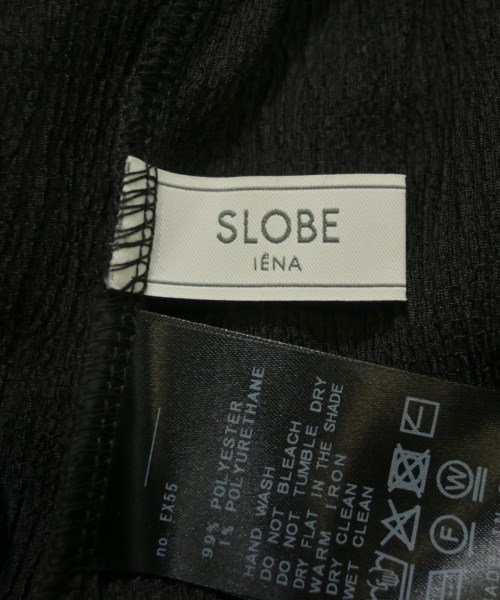 SLOBE
IÉNA
no. EX55
99% POLYESTER
1% POLYURETHANE
HAND WASH
DO NOT BLEACH
DO NOT TUMBLE DRY
DRY FLAT IN THE SHADE
WARM IRON
DRY CLEAN
WET CLEAN
W